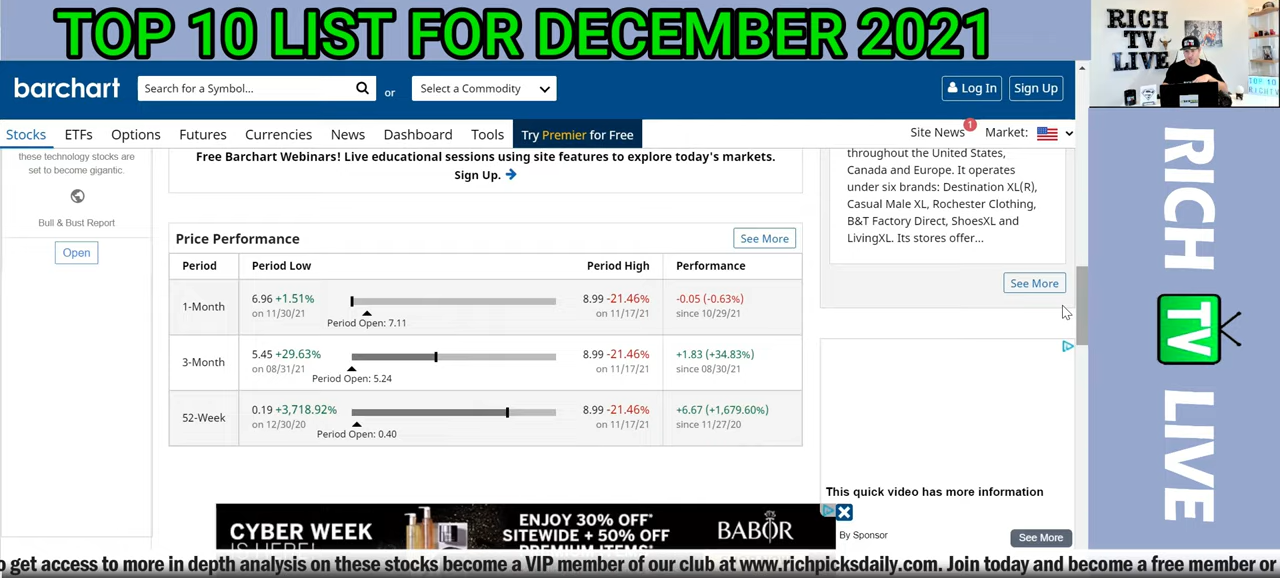 TOP 10 LIST FOR DECEMBER 2021
RICH
TV
LIVE
TOP 10
barchart
Search for a Symbol...
or
Select a Commodity
Log In
Sign Up
Stocks
ETFs
Options
Futures
Currencies
News
Dashboard
Tools
Try Premier for Free
Site News
1
Market:
these technology stocks are
set to become gigantic.
Bull & Bust Report
Open
Free Barchart Webinars! Live educational sessions using site features to explore today's markets.
Sign Up. →
Price Performance
See More
Period
Period Low
Period High
Performance
1-Month
6.96 +1.51%
on 11/30/21
Period Open: 7.11
8.99 -21.46%
on 11/17/21
-0.05 (-0.63%)
since 10/29/21
3-Month
5.45 +29.63%
on 08/31/21
Period Open: 5.24
8.99 -21.46%
on 11/17/21
+1.83 (+34.83%)
since 08/30/21
52-Week
0.19 +3,718.92%
on 12/30/20
Period Open: 0.40
8.99 -21.46%
on 11/17/21
+6.67 (+1,679.60%)
since 11/27/20
throughout the United States,
Canada and Europe. It operates
under six brands: Destination XL(R),
Casual Male XL, Rochester Clothing,
B&T Factory Direct, ShoesXL and
LivingXL. Its stores offer...
See More
This quick video has more information
By Sponsor
See More
CYBER WEEK
IS HERE!
ENJOY 30% OFF*
SITEWIDE + 50% OFF
PREMIUM ITEMS*
BABOR
RICH
TV
LIVE
o get access to more in depth analysis on these stocks become a VIP member of our club at www.richpicksdaily.com. Join today and become a free member or